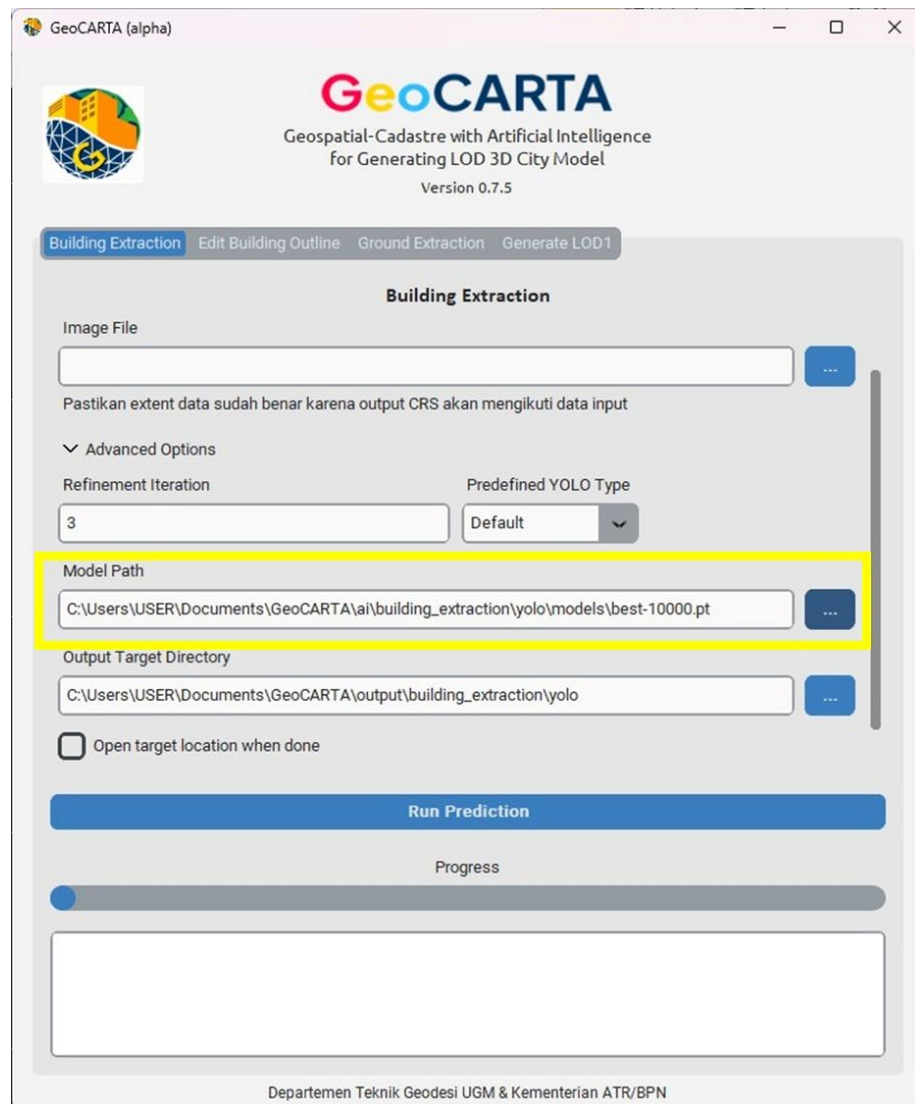 GeoCARTA (alpha)
GeoCARTA
Geospatial-Cadastre with Artificial Intelligence
for Generating LOD 3D City Model
Version 0.7.5
Building Extraction Edit Building Outline Ground Extraction Generate LOD1
Building Extraction
Image File
...
Pastikan extent data sudah benar karena output CRS akan mengikuti data input
Advanced Options
Refinement Iteration Predefined YOLO Type
3 Default
Model Path
C:\Users\USER\Documents\GeoCARTA\ai\building_extraction\yolo\models\best-10000.pt ...
Output Target Directory
C:\Users\USER\Documents\GeoCARTA\output\building_extraction\yolo ...
Open target location when done
Run Prediction
Progress
Departemen Teknik Geodesi UGM & Kementerian ATR/BPN